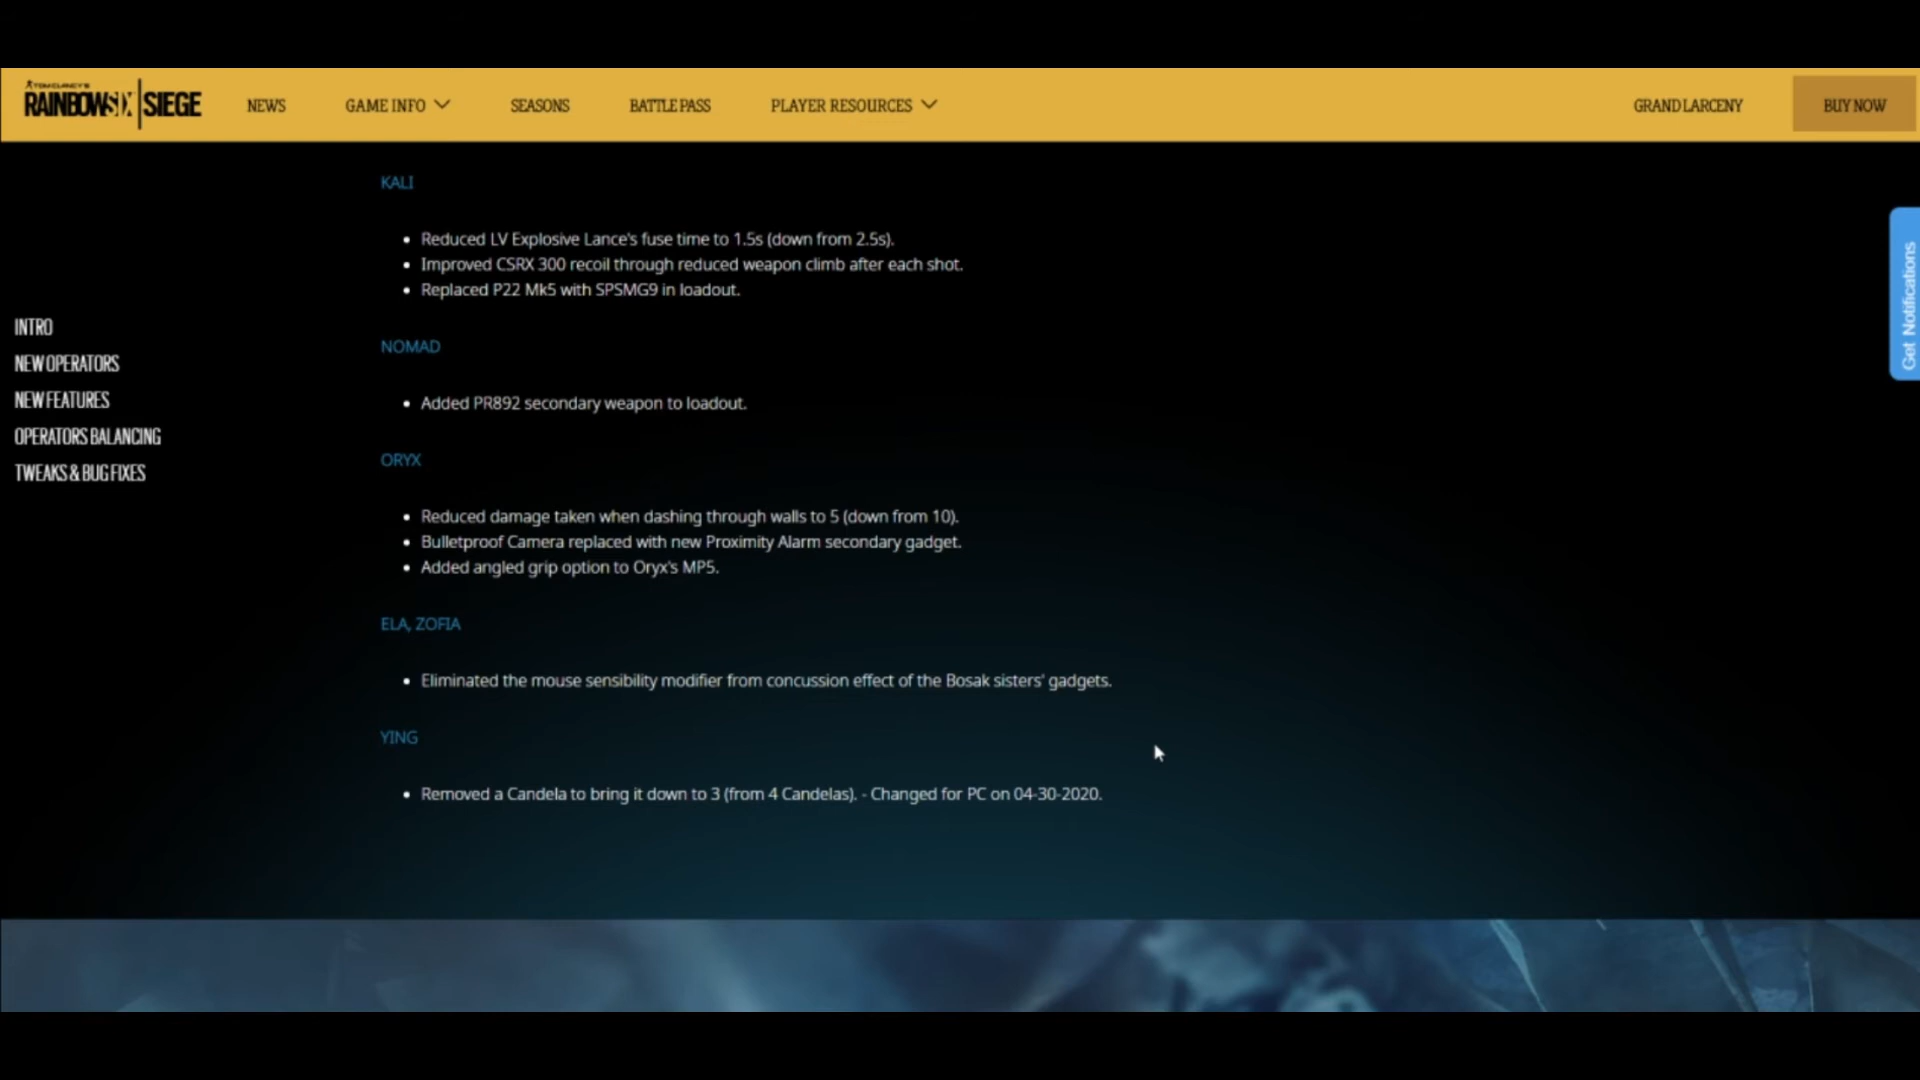 TOM CLANCY'S
RAINBOWSIX SIEGE
NEWS
GAME INFO
SEASONS
BATTLE PASS
PLAYER RESOURCES
GRAND LARCENY
BUY NOW
Get Notifications
INTRO
NEW OPERATORS
NEW FEATURES
OPERATORS BALANCING
TWEAKS & BUG FIXES
KALI
• Reduced LV Explosive Lance's fuse time to 1.5s (down from 2.5s).
• Improved CSRX 300 recoil through reduced weapon climb after each shot.
• Replaced P22 Mk5 with SPSMG9 in loadout.
NOMAD
• Added PR892 secondary weapon to loadout.
ORYX
• Reduced damage taken when dashing through walls to 5 (down from 10).
• Bulletproof Camera replaced with new Proximity Alarm secondary gadget.
• Added angled grip option to Oryx's MP5.
ELA, ZOFIA
• Eliminated the mouse sensibility modifier from concussion effect of the Bosak sisters' gadgets.
YING
• Removed a Candela to bring it down to 3 (from 4 Candelas). - Changed for PC on 04-30-2020.